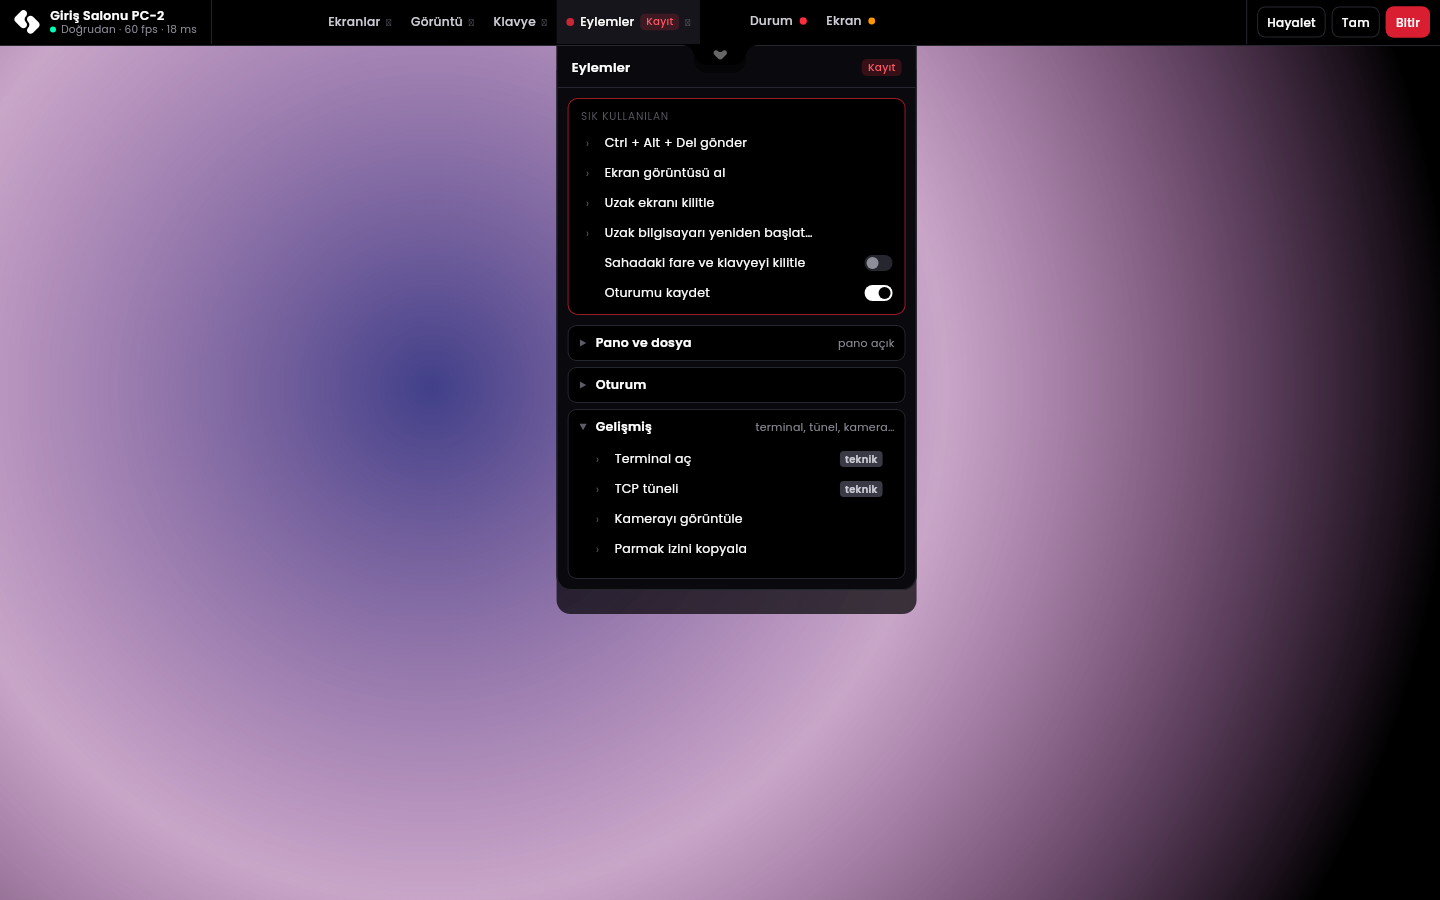 Giriş Salonu PC-2
Doğrudan · 60 fps · 18 ms
Ekranlar
Görüntü
Klavye
Eylemler Kayıt
Durum
Ekran
Hayalet
Tam
Bitir
Eylemler
Kayıt
SIK KULLANILAN
Ctrl + Alt + Del gönder
Ekran görüntüsü al
Uzak ekranı kilitle
Uzak bilgisayarı yeniden başlat…
Sahadaki fare ve klavyeyi kilitle
Oturumu kaydet
Pano ve dosya
pano açık
Oturum
Gelişmiş
terminal, tünel, kamera…
Terminal aç
teknik
TCP tüneli
teknik
Kamerayı görüntüle
Parmak izini kopyala